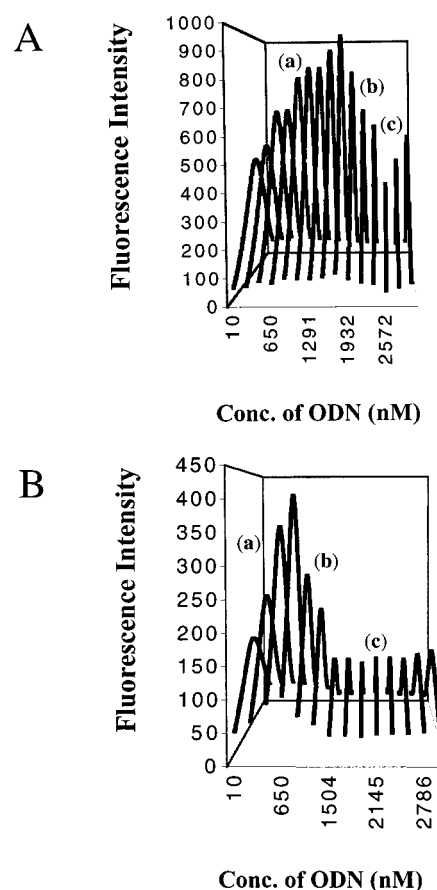 A
Fluorescence Intensity
1000
900
800
700
600
500
400
300
200
100
0
(a)
(b)
(c)
10
650
1291
1932
2572
Conc. of ODN (nM)
B
Fluorescence Intensity
450
400
350
300
250
200
150
100
50
0
(a)
(b)
(c)
10
650
1504
2145
2786
Conc. of ODN (nM)